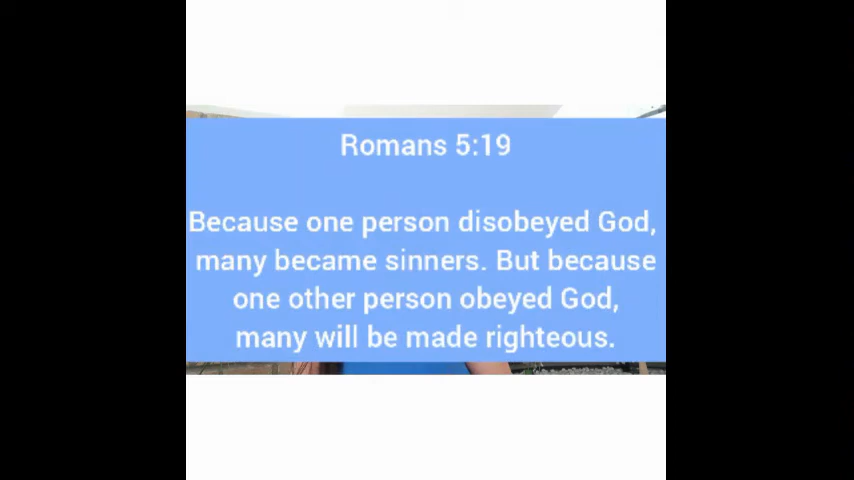 Romans 5:19
Because one person disobeyed God,
many became sinners. But because
one other person obeyed God,
many will be made righteous.